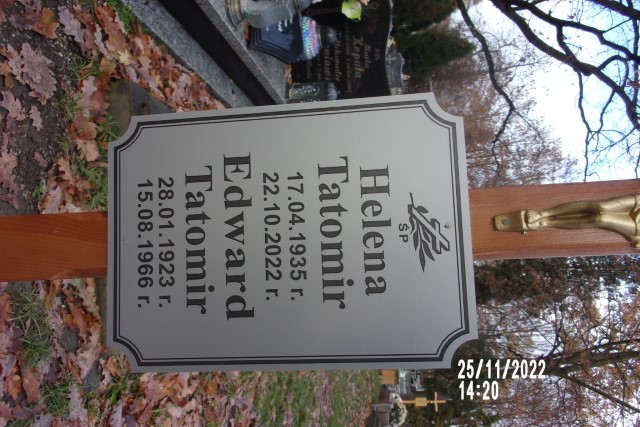 ŚP
Helena
Tatomir
17.04.1935 r.
22.10.2022 r.
Edward
Tatomir
28.01.1923 r.
15.08.1966 r.
25/11/2022
14:20